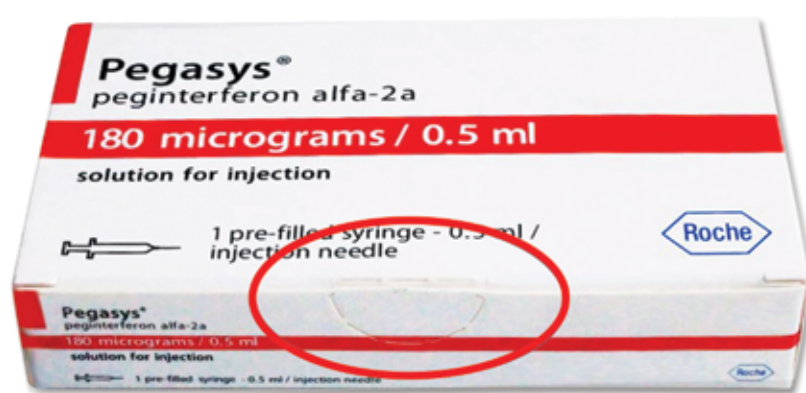 Pegasys®
peginterferon alfa-2a
180 micrograms / 0.5 ml
solution for injection
1 pre-filled syringe - 0.5 ml /
injection needle
Roche
Pegasys®
peginterferon alfa-2a
180 micrograms / 0.5 ml
solution for injection
1 pre-filled syringe - 0.5 ml / injection needle
Roche